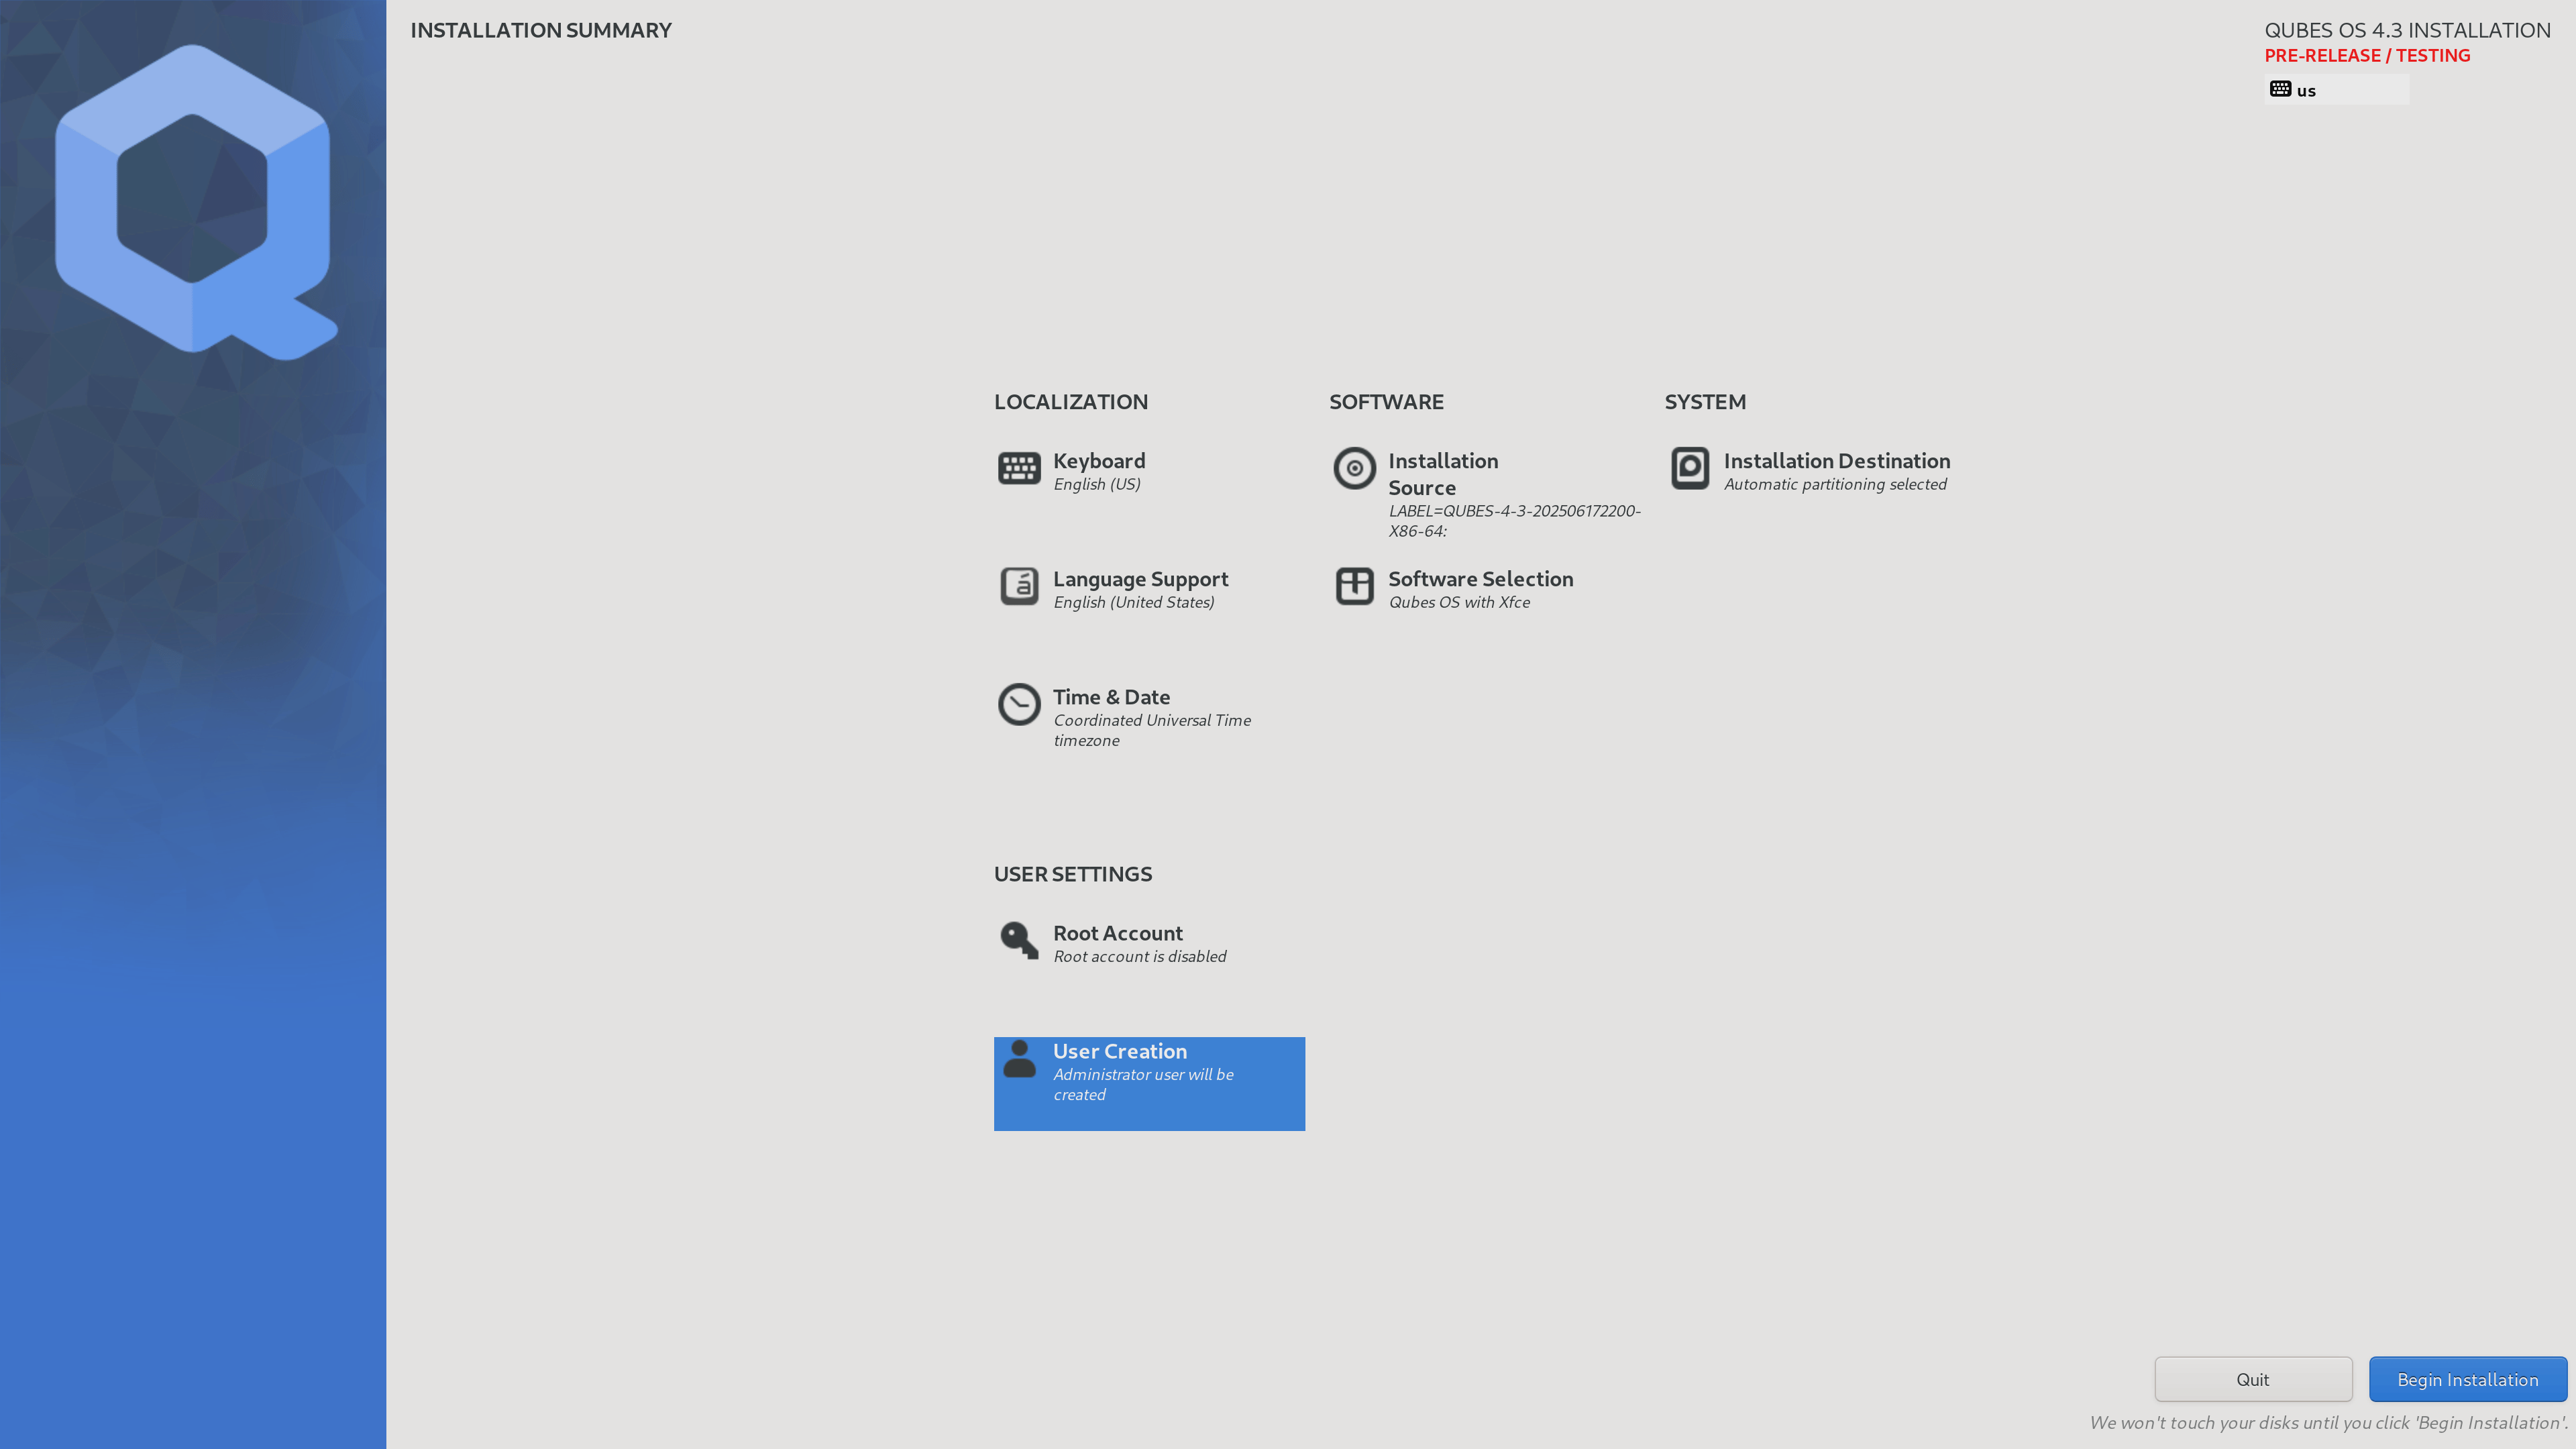 INSTALLATION SUMMARY
QUBES OS 4.3 INSTALLATION
PRE-RELEASE / TESTING
us
LOCALIZATION
Keyboard
English (US)
Language Support
English (United States)
Time & Date
Coordinated Universal Time
timezone
SOFTWARE
Installation
Source
LABEL=QUBES-4-3-202506172200-
X86-64:
Software Selection
Qubes OS with Xfce
SYSTEM
Installation Destination
Automatic partitioning selected
USER SETTINGS
Root Account
Root account is disabled
User Creation
Administrator user will be
created
Quit
Begin Installation
We won't touch your disks until you click 'Begin Installation'.